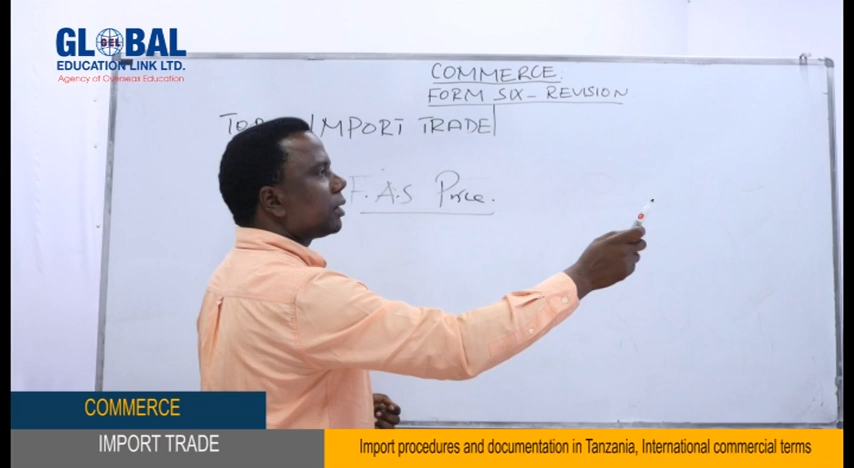 GLOBAL
GEL
EDUCATION LINK LTD.
Agency of Overseas Education
COMMERCE.
FORM SIX - REVISION
IMPORT TRADE
F.A.S Price.
COMMERCE
IMPORT TRADE
Import procedures and documentation in Tanzania, International commercial terms